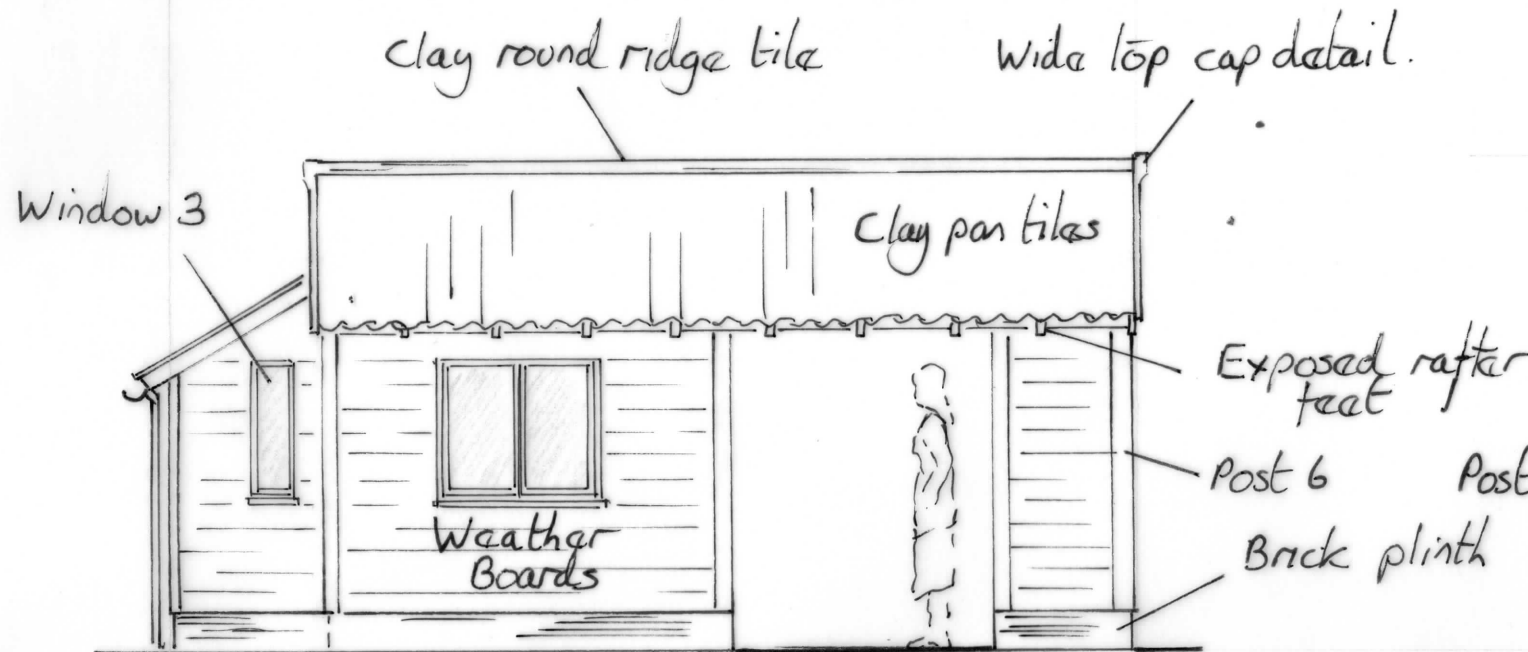 Clay round ridge tile
Wide top cap detail.
Window 3
Clay pan tiles
Exposed rafter
feet
Post 6
Post
Weather
Boards
Brick plinth